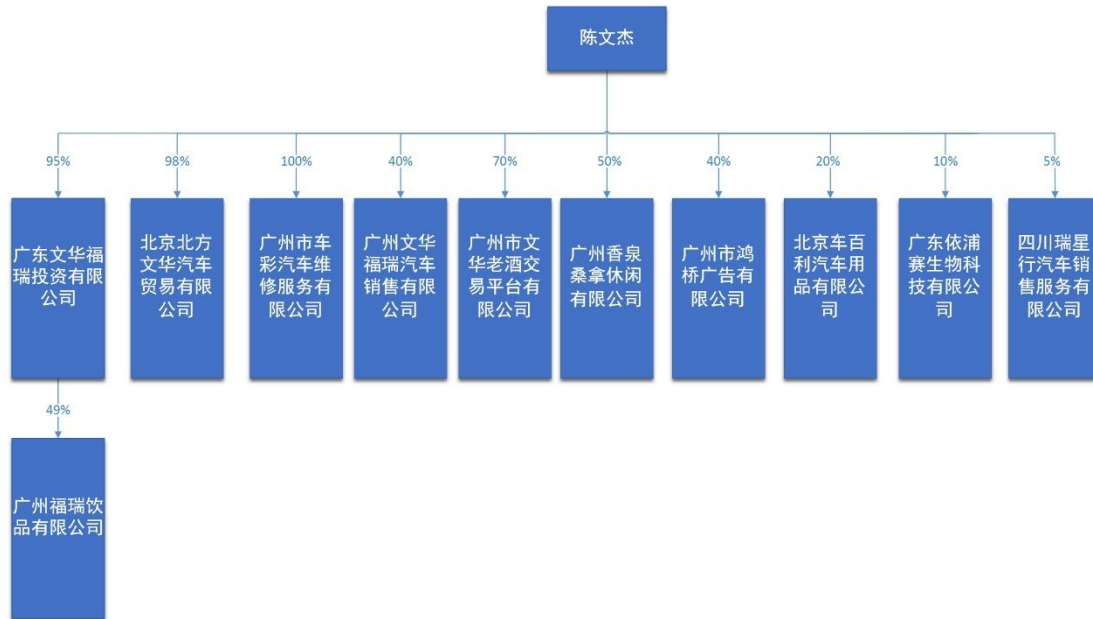 陈文杰
95%
98%
100%
40%
70%
50%
40%
20%
10%
5%
广东文华福
瑞投资有限
公司
北京北方
文华汽车
贸易有限
公司
广州市车
彩汽车维
修服务有
限公司
广州文华
福瑞汽车
销售有限
公司
广州市文
华老酒交
易平台有
限公司
广州香泉
桑拿休闲
有限公司
广州市鸿
桥广告有
限公司
北京车百
利汽车用
品有限公
司
广东依浦
赛生物科
技有限公
司
四川瑞星
行汽车销
售服务有
限公司
49%
广州福瑞饮
品有限公司